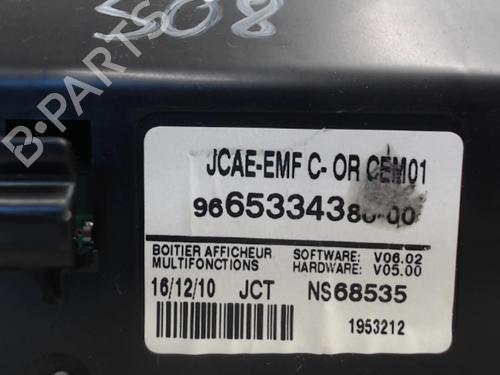 508
JCAE-EMF C- OR CEM01
9665334380-00
BOITIER AFFICHEUR
MULTIFONCTIONS
SOFTWARE: V06.02
HARDWARE: V05.00
16/12/10 JCT NS68535
1953212
B-PARTS